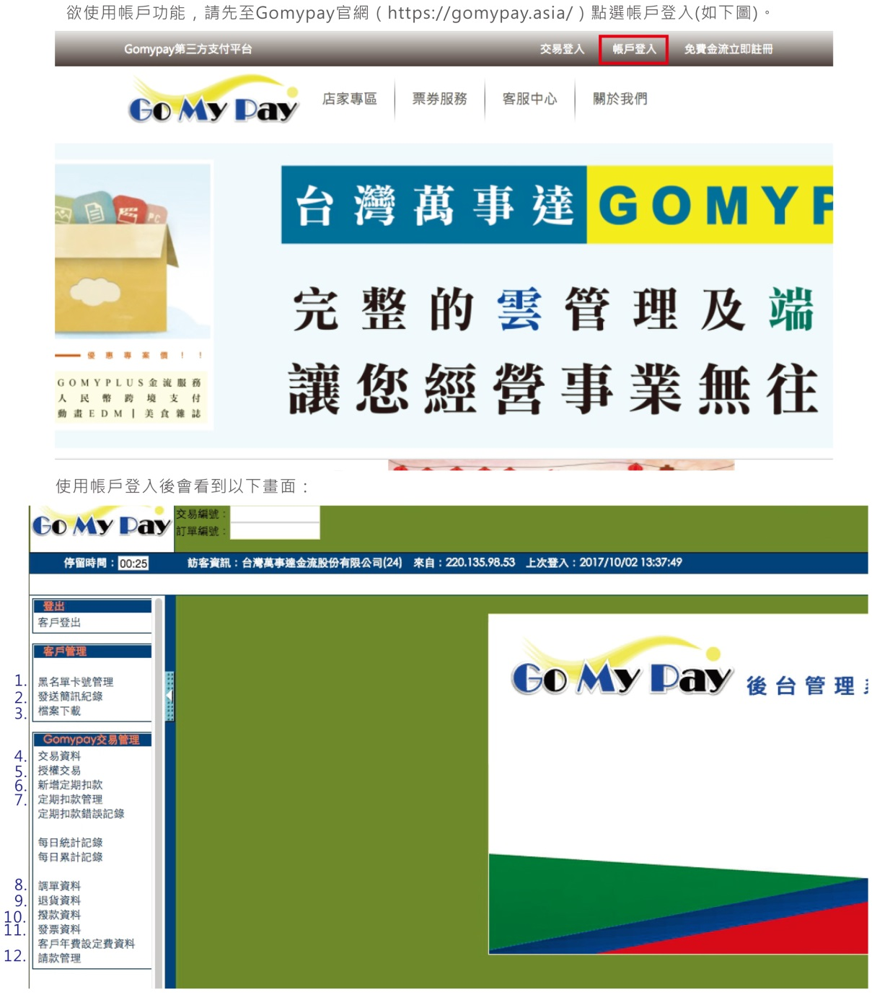 欲使用帳戶功能，請先至Gomypay官網（https://gomypay.asia/）點選帳戶登入(如下圖)。
Gomypay第三方支付平台 交易登入 帳戶登入 免費金流立即註冊
Go My Pay 店家專區 票券服務 客服中心 關於我們
台灣萬事達 GOMYP
PC
完整的雲管理及端
優惠專案價！！
讓您經營事業無往
GOMYPLUS金流服務
人民幣跨境支付
動畫EDM | 美食雜誌
使用帳戶登入後會看到以下畫面：
Go My Pay 交易編號：
訂單編號：
停留時間：00:25 訪客資訊：台灣萬事達金流股份有限公司(24) 來自：220.135.98.53 上次登入：2017/10/02 13:37:49
登出
客戶登出
客戶管理
Go My Pay 後台管理
1. 黑名單卡號管理
2. 發送簡訊紀錄
3. 檔案下載
Gomypay交易管理
4. 交易資料
5. 授權交易
6. 新增定期扣款
7. 定期扣款管理
定期扣款錯誤記錄
每日統計記錄
每日累計記錄
8. 調單資料
9. 退貨資料
10. 撥款資料
11. 發票資料
客戶年費設定費資料
12. 請款管理